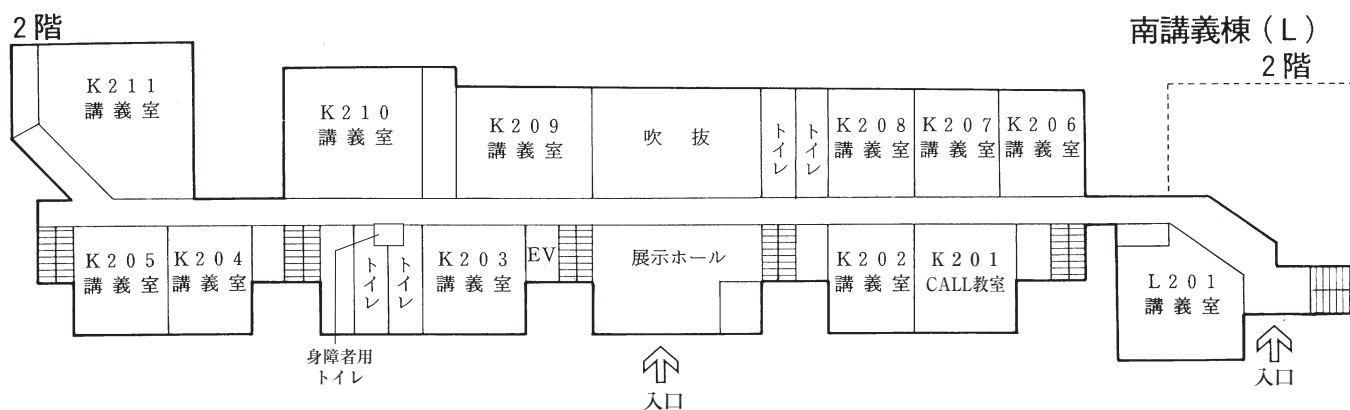 2階
南講義棟(L)
2階
K211
講義室
K210
講義室
K209
講義室
吹抜
トイレ
トイレ
K208
講義室
K207
講義室
K206
講義室
K205
講義室
K204
講義室
トイレ
トイレ
K203
講義室
EV
展示ホール
K202
講義室
K201
CALL教室
L201
講義室
身障者用
トイレ
入口
入口